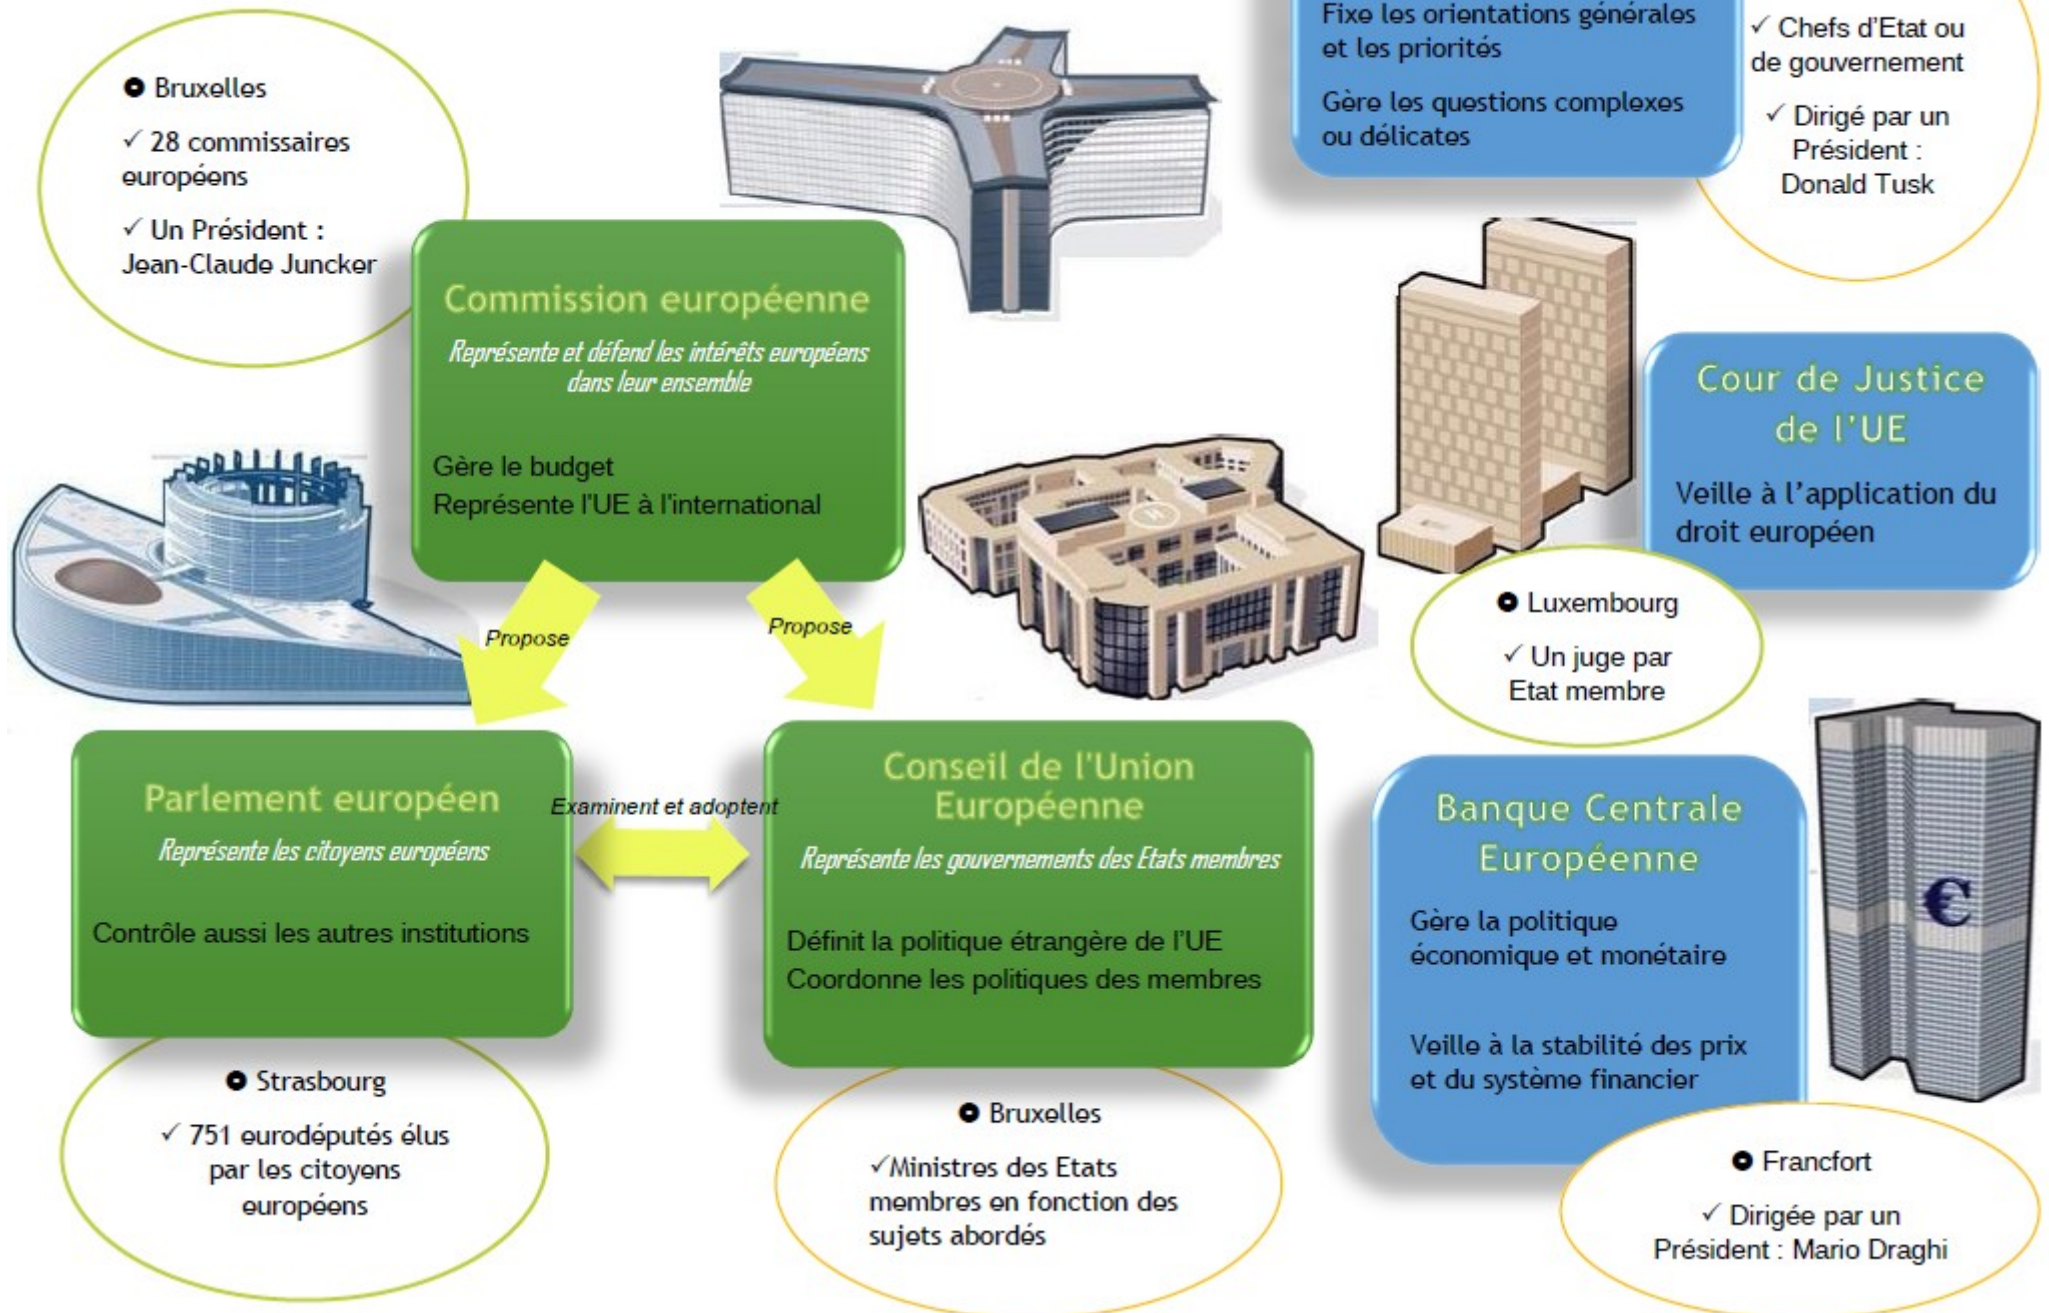 ● Bruxelles
✓ 28 commissaires
européens
✓ Un Président :
Jean-Claude Juncker
Fixe les orientations générales
et les priorités
Gère les questions complexes
ou délicates
✓ Chefs d'Etat ou
de gouvernement
✓ Dirigé par un
Président :
Donald Tusk
Commission européenne
Représente et défend les intérêts européens
dans leur ensemble
Gère le budget
Représente l'UE à l'international
Cour de Justice
de l'UE
Veille à l'application du
droit européen
● Luxembourg
✓ Un juge par
Etat membre
Propose
Propose
Parlement européen
Représente les citoyens européens
Contrôle aussi les autres institutions
Examinent et adoptent
Conseil de l'Union
Européenne
Représente les gouvernements des Etats membres
Définit la politique étrangère de l'UE
Coordonne les politiques des membres
Banque Centrale
Européenne
Gère la politique
économique et monétaire
Veille à la stabilité des prix
et du système financier
€
● Strasbourg
✓ 751 eurodéputés élus
par les citoyens
européens
● Bruxelles
✓Ministres des Etats
membres en fonction des
sujets abordés
● Francfort
✓ Dirigée par un
Président : Mario Draghi